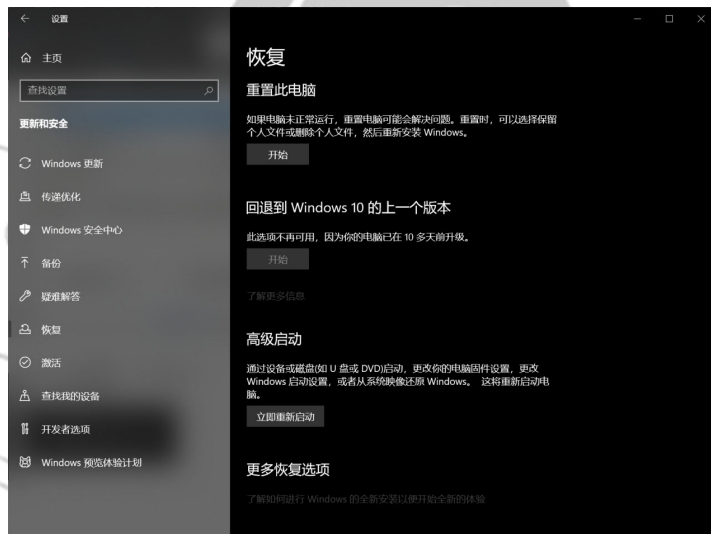 设置
主页
查找设置
更新和安全
Windows 更新
传递优化
Windows 安全中心
备份
疑难解答
恢复
激活
查找我的设备
开发者选项
Windows 预览体验计划
恢复
重置此电脑
如果电脑未正常运行，重置电脑可能会解决问题。重置时，可以选择保留
个人文件或删除个人文件，然后重新安装 Windows。
开始
回退到 Windows 10 的上一个版本
此选项不再可用，因为你的电脑已在 10 多天前升级。
开始
了解更多信息
高级启动
通过设备或磁盘(如 U 盘或 DVD)启动，更改你的电脑固件设置，更改
Windows 启动设置，或者从系统映像还原 Windows。 这将重新启动电
脑。
立即重新启动
更多恢复选项
了解如何进行 Windows 的全新安装以便开始全新的体验